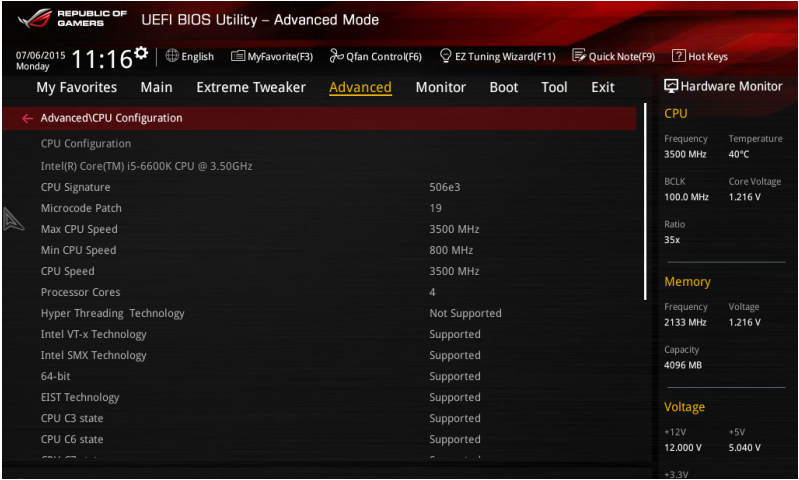 REPUBLIC OF
GAMERS
UEFI BIOS Utility – Advanced Mode
07/06/2015
Monday
11:16
English
MyFavorite(F3)
Qfan Control(F6)
EZ Tuning Wizard(F11)
Quick Note(F9)
? Hot Keys
My Favorites Main Extreme Tweaker Advanced Monitor Boot Tool Exit
Advanced\CPU Configuration
CPU Configuration
Intel(R) Core(TM) i5-6600K CPU @ 3.50GHz
CPU Signature 506e3
Microcode Patch 19
Max CPU Speed 3500 MHz
Min CPU Speed 800 MHz
CPU Speed 3500 MHz
Processor Cores 4
Hyper Threading Technology Not Supported
Intel VT-x Technology Supported
Intel SMX Technology Supported
64-bit Supported
EIST Technology Supported
CPU C3 state Supported
CPU C6 state Supported
Hardware Monitor
CPU
Frequency Temperature
3500 MHz 40°C
BCLK Core Voltage
100.0 MHz 1.216 V
Ratio
35x
Memory
Frequency Voltage
2133 MHz 1.216 V
Capacity
4096 MB
Voltage
+12V +5V
12.000 V 5.040 V
+3.3V